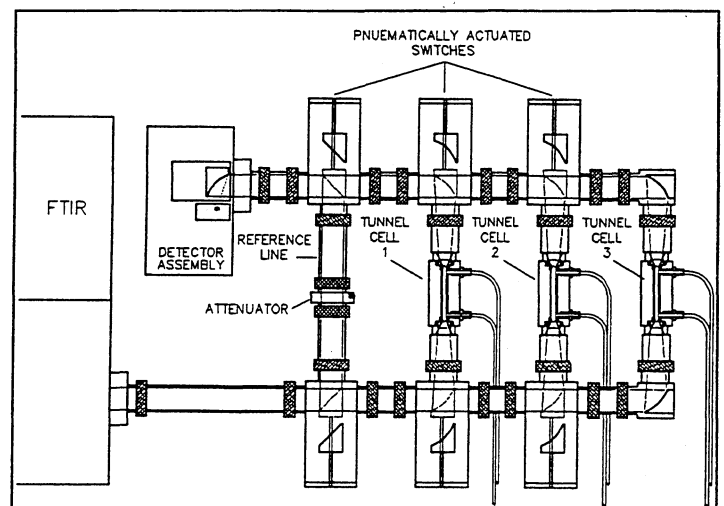 PNUEMATICALLY ACTUATED
SWITCHES
FTIR
DETECTOR
ASSEMBLY
REFERENCE
LINE
ATTENUATOR
TUNNEL
CELL
1
TUNNEL
CELL
2
TUNNEL
CELL
3